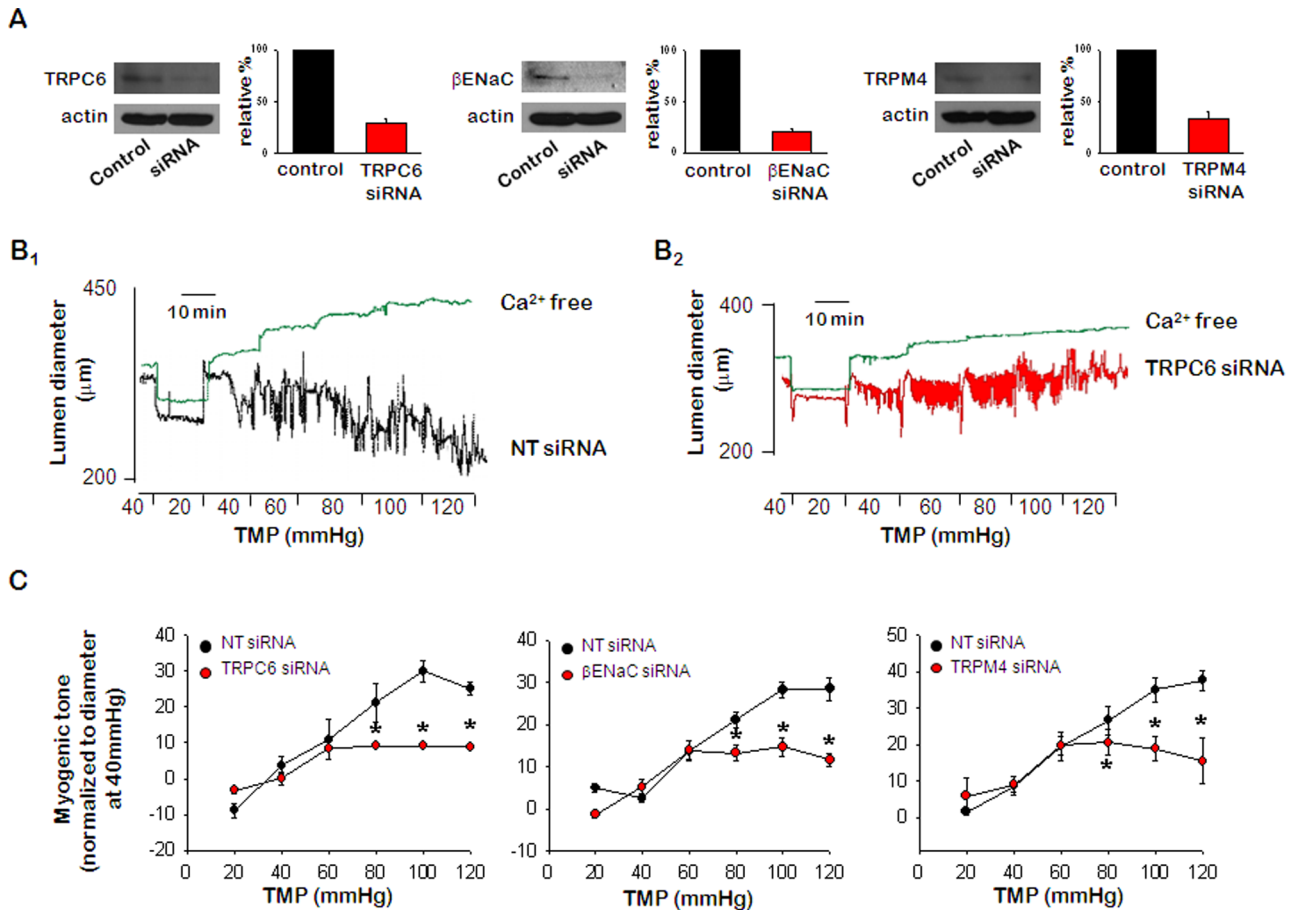 A
TRPC6
actin
Control
siRNA
relative %
100
50
0
control
TRPC6
siRNA
βENaC
actin
Control
siRNA
relative %
100
50
0
control
βENaC
siRNA
TRPM4
actin
Control
siRNA
relative %
100
50
0
control
TRPM4
siRNA
B1
Lumen diameter
(µm)
450
200
10 min
Ca2+ free
NT siRNA
40 20 40 60 80 100 120
TMP (mmHg)
B2
Lumen diameter
(µm)
400
200
10 min
Ca2+ free
TRPC6 siRNA
40 20 40 60 80 100 120
TMP (mmHg)
C
Myogenic tone
(normalized to diameter
at 40mmHg)
40
30
20
10
0
-10
-20
NT siRNA
TRPC6 siRNA
* * *
0 20 40 60 80 100 120
TMP (mmHg)
40
30
20
10
0
-10
NT siRNA
βENaC siRNA
* * *
0 20 40 60 80 100 120
TMP (mmHg)
50
40
30
20
10
0
NT siRNA
TRPM4 siRNA
* * *
0 20 40 60 80 100 120
TMP (mmHg)